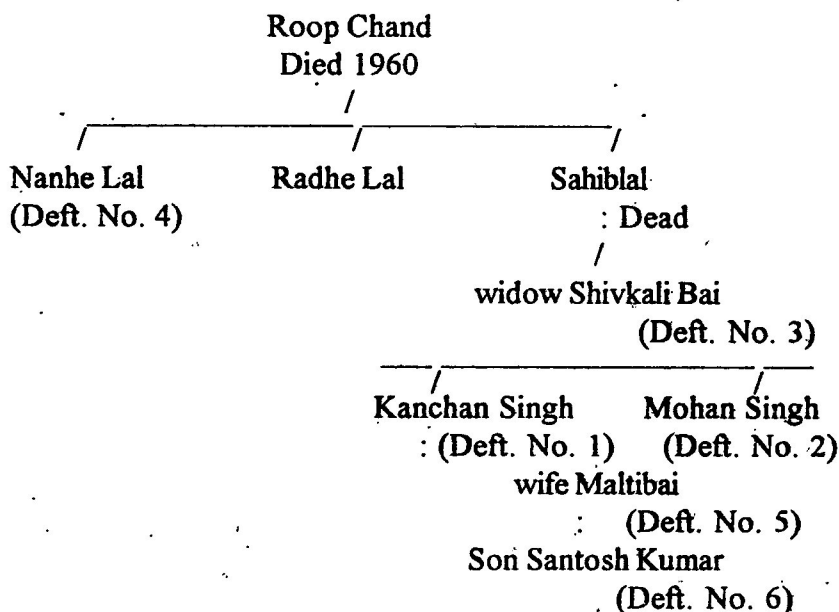 Roop Chand
Died 1960
Nanhe Lal Radhe Lal Sahiblal
(Deft. No. 4) : Dead
widow Shivkali Bai
(Deft. No. 3)
Kanchan Singh Mohan Singh
: (Deft. No. 1) (Deft. No. 2)
wife Maltibai
: (Deft. No. 5)
Son Santosh Kumar
(Deft. No. 6)